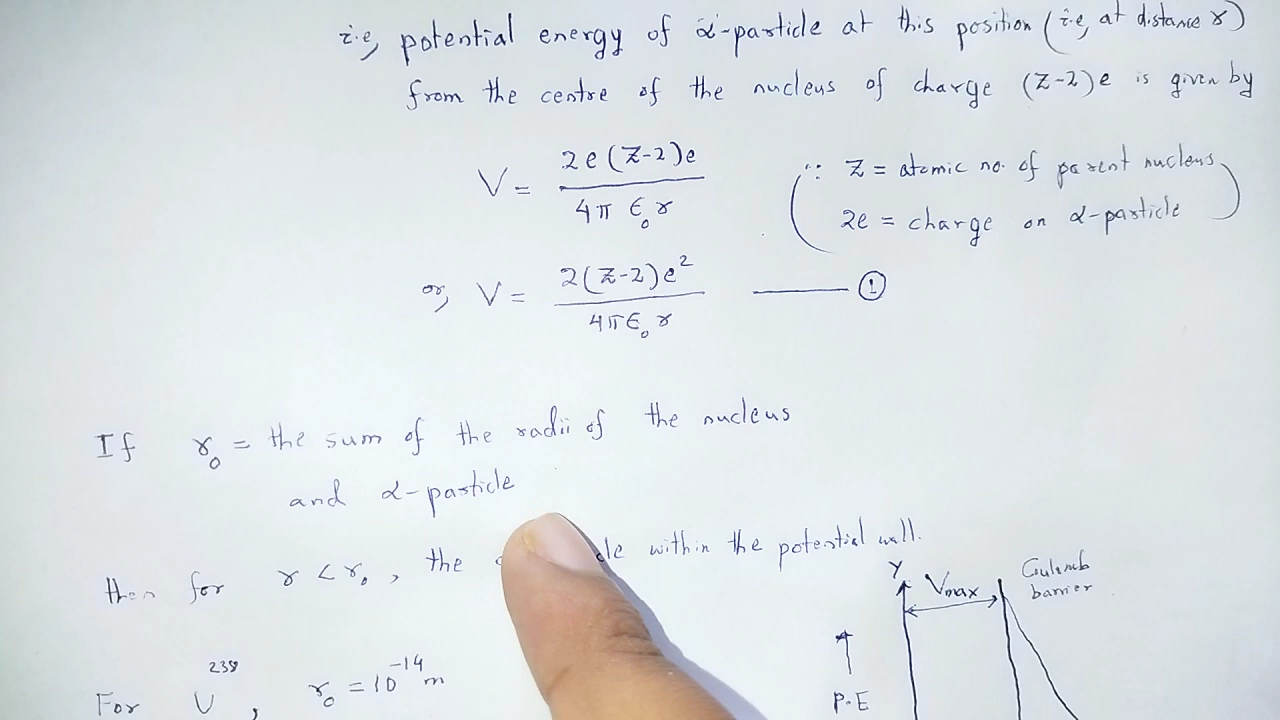 i.e, potential energy of α-particle at this position (i.e, at distance r)
from the centre of the nucleus of charge (Z-2)e is given by
V = 2e(Z-2)e / 4π ε₀ r
(∵ Z = atomic no. of parent nucleus,
2e = charge on α-particle)
or, V = 2(Z-2)e² / 4πε₀ r ——— ①
If r₀ = the sum of the radii of the nucleus
and α-particle
then for r < r₀, the within the potential wall.
Y
Vmax
Coulomb
barrier
P.E
For U²³⁸, r₀ = 10⁻¹⁴ m